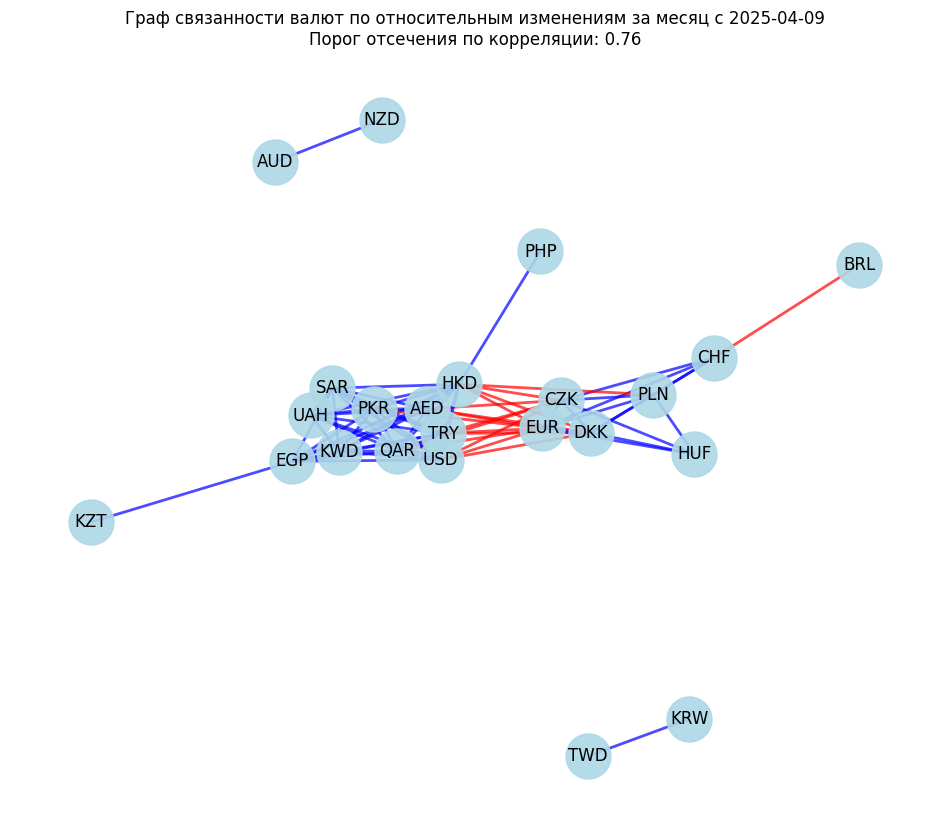 Граф связанности валют по относительным изменениям за месяц с 2025-04-09
Порог отсечения по корреляции: 0.76
NZD
AUD
PHP
BRL
CHF
SAR
HKD
PLN
CZK
UAH
PKR
AED
EUR
DKK
TRY
KWD
QAR
USD
EGP
HUF
KZT
KRW
TWD